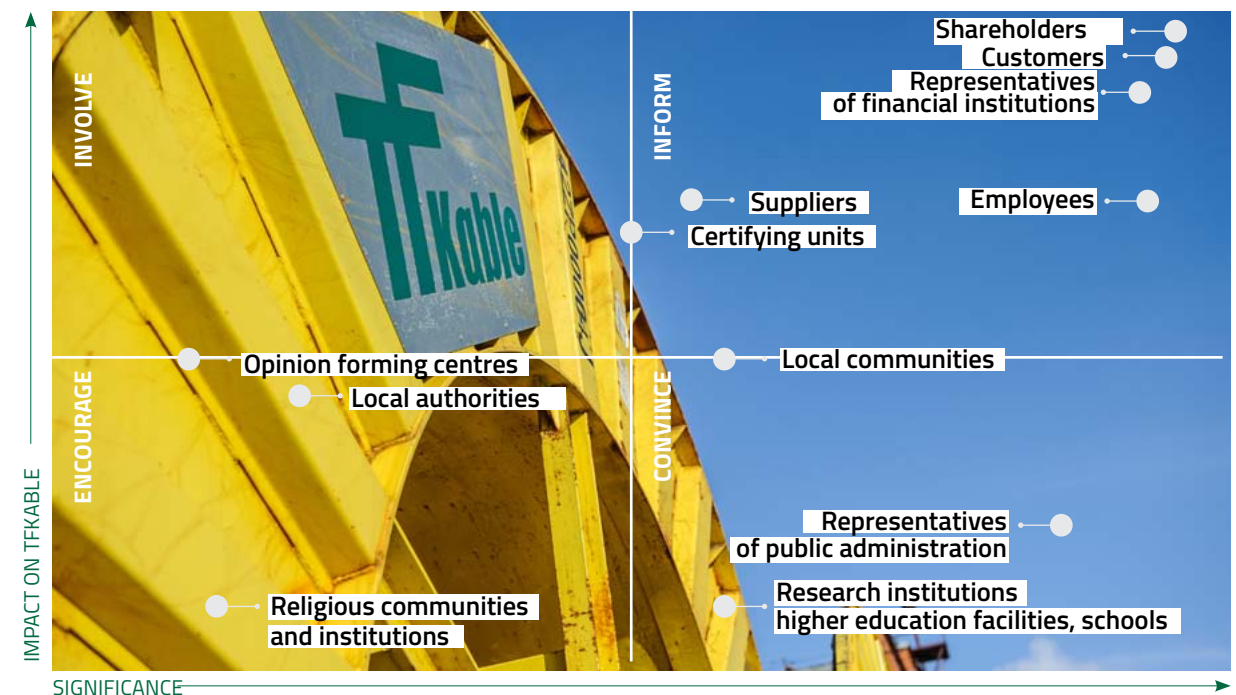 Shareholders
Customers
Representatives
of financial institutions
INVOLVE
INFORM
TF Kable
Suppliers
Employees
Certifying units
Opinion forming centres
Local communities
Local authorities
ENCOURAGE
CONVINCE
Representatives
of public administration
Research institutions
higher education facilities, schools
Religious communities
and institutions
IMPACT ON TFKABLE
SIGNIFICANCE